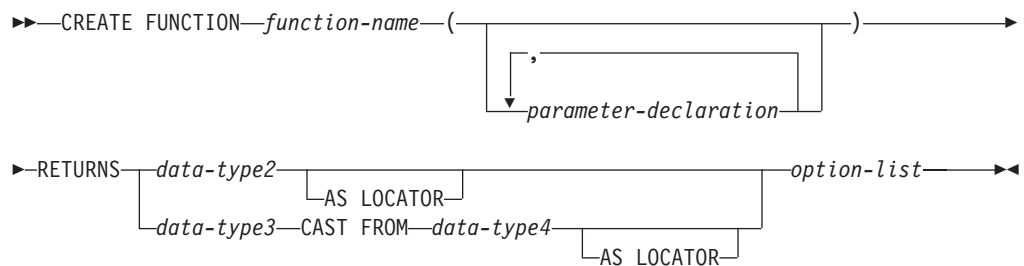 CREATE FUNCTION function-name ( )
,
parameter-declaration
RETURNS data-type2 option-list
AS LOCATOR
data-type3 CAST FROM data-type4
AS LOCATOR